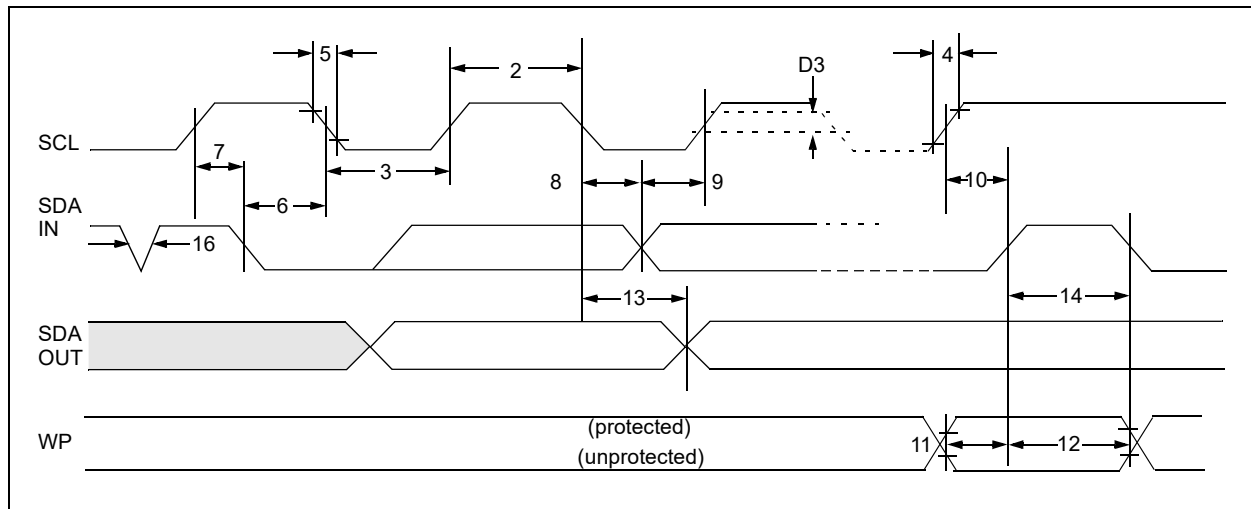 5
2
D3
4
SCL
7
3
8
9
10
SDA
IN
6
16
13
14
SDA
OUT
WP
(protected)
(unprotected)
11
12